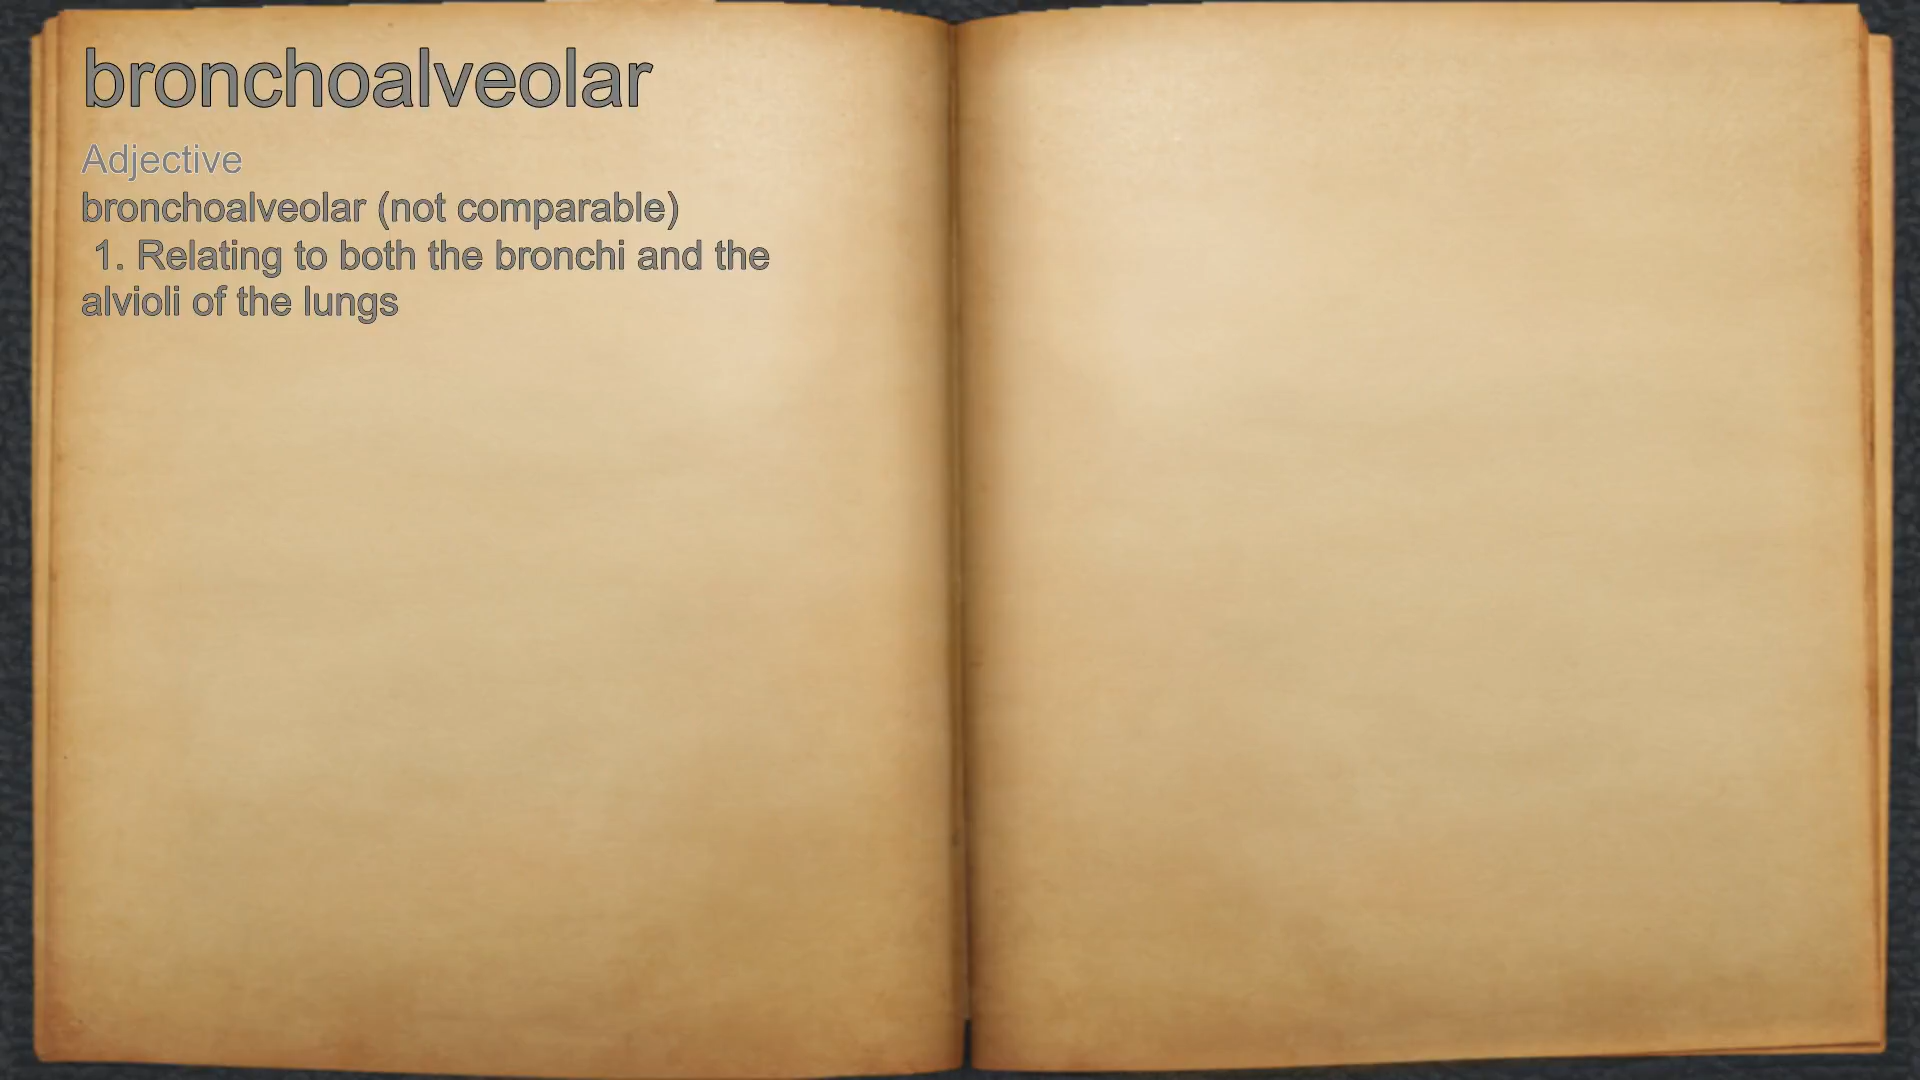 bronchoalveolar
Adjective
bronchoalveolar (not comparable)
1. Relating to both the bronchi and the
alvioli of the lungs